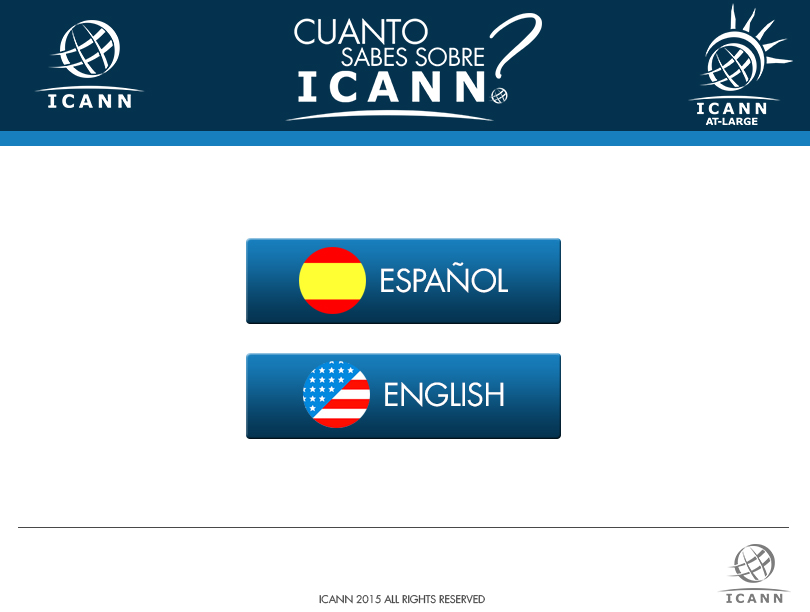 ICANN
CUANTO
SABES SOBRE
ICANN?
ICANN
AT-LARGE
ESPAÑOL
ENGLISH
ICANN 2015 ALL RIGHTS RESERVED
ICANN